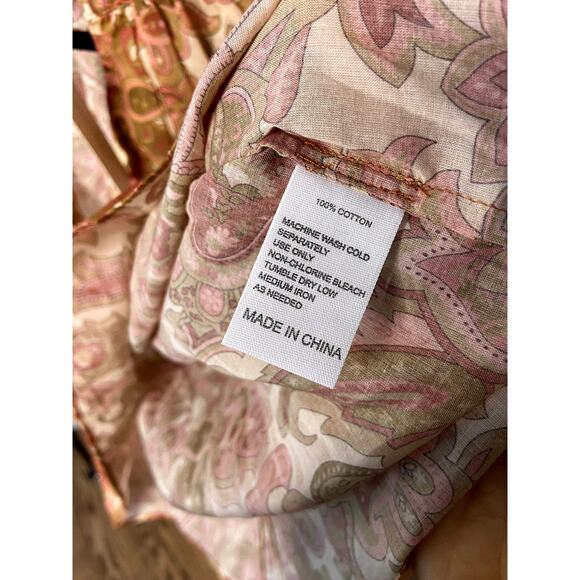 100% COTTON
MACHINE WASH COLD
SEPARATELY
USE ONLY
NON-CHLORINE BLEACH
TUMBLE DRY LOW
MEDIUM IRON
AS NEEDED
MADE IN CHINA